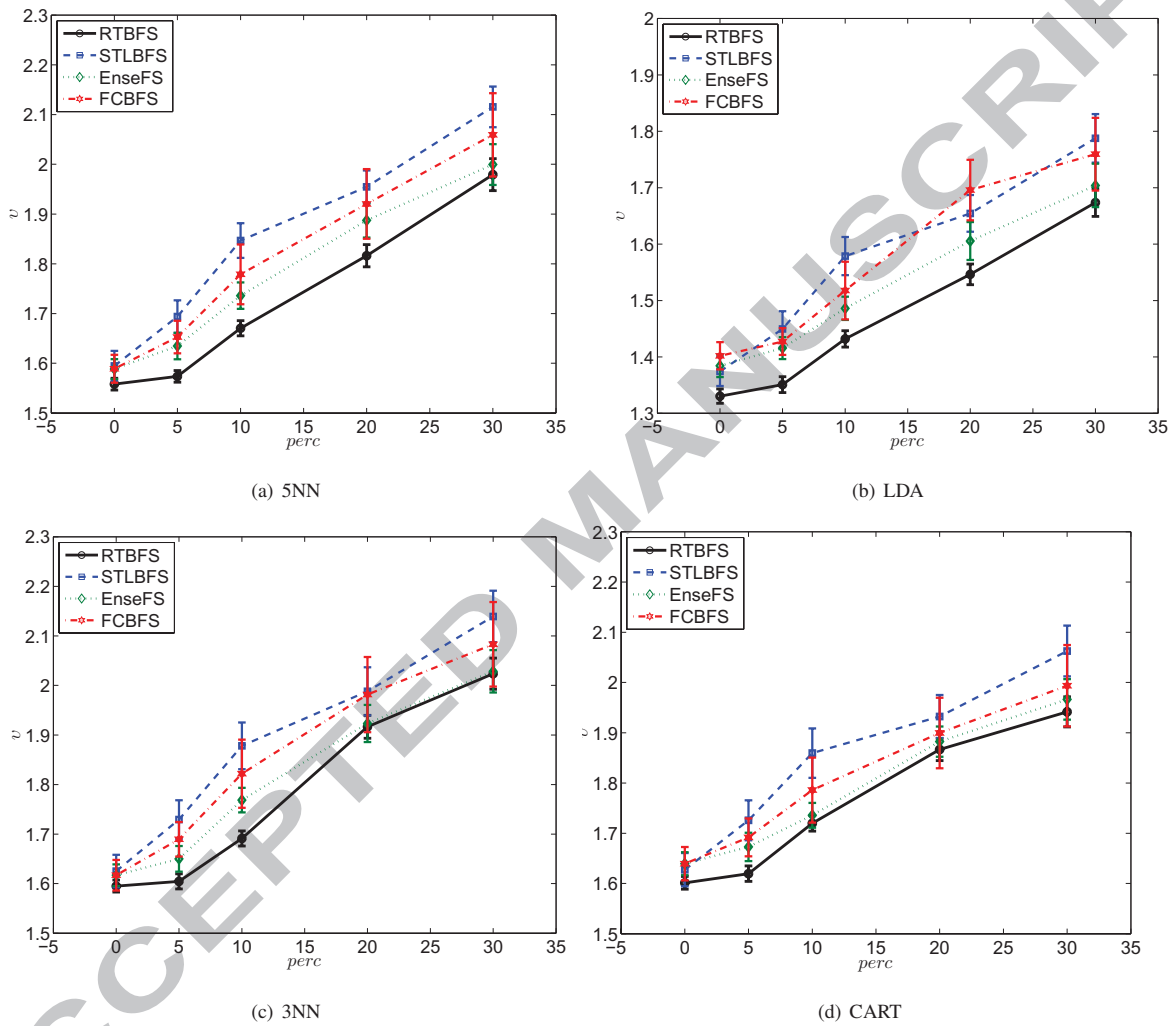 2.3
2.2
2.1
2
1.9
1.8
1.7
1.6
1.5
v
−5 0 5 10 15 20 25 30 35
perc
RTBFS
STLBFS
EnseFS
FCBFS
(a) 5NN
2
1.9
1.8
1.7
1.6
1.5
1.4
1.3
v
−5 0 5 10 15 20 25 30 35
perc
RTBFS
STLBFS
EnseFS
FCBFS
(b) LDA
2.3
2.2
2.1
2
1.9
1.8
1.7
1.6
1.5
v
−5 0 5 10 15 20 25 30 35
perc
RTBFS
STLBFS
EnseFS
FCBFS
(c) 3NN
2.3
2.2
2.1
2
1.9
1.8
1.7
1.6
1.5
v
−5 0 5 10 15 20 25 30 35
perc
RTBFS
STLBFS
EnseFS
FCBFS
(d) CART
CCEPTED MANUSCRIP